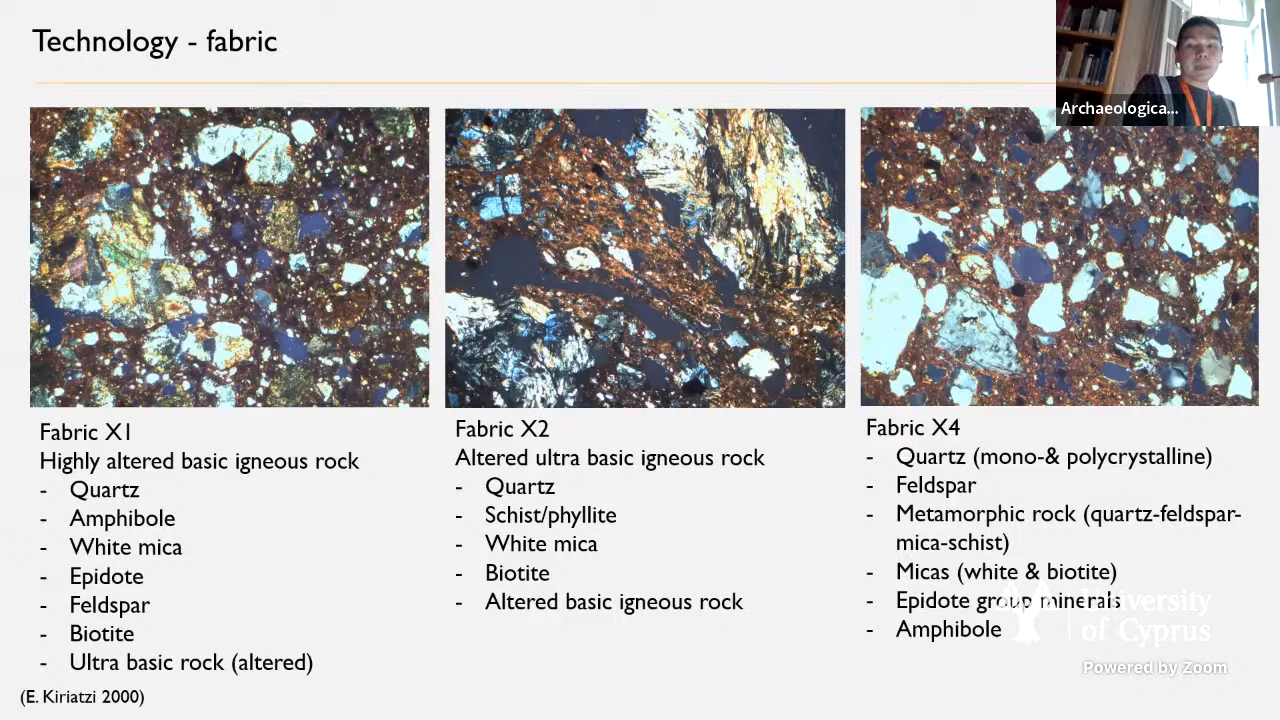 Technology - fabric
Archaeologica...
Fabric X1
Highly altered basic igneous rock
- Quartz
- Amphibole
- White mica
- Epidote
- Feldspar
- Biotite
- Ultra basic rock (altered)
(E. Kiriatzi 2000)
Fabric X2
Altered ultra basic igneous rock
- Quartz
- Schist/phyllite
- White mica
- Biotite
- Altered basic igneous rock
Fabric X4
- Quartz (mono-& polycrystalline)
- Feldspar
- Metamorphic rock (quartz-feldspar-
mica-schist)
- Micas (white & biotite)
- Epidote group minerals
- Amphibole
University
of Cyprus
Powered by Zoom